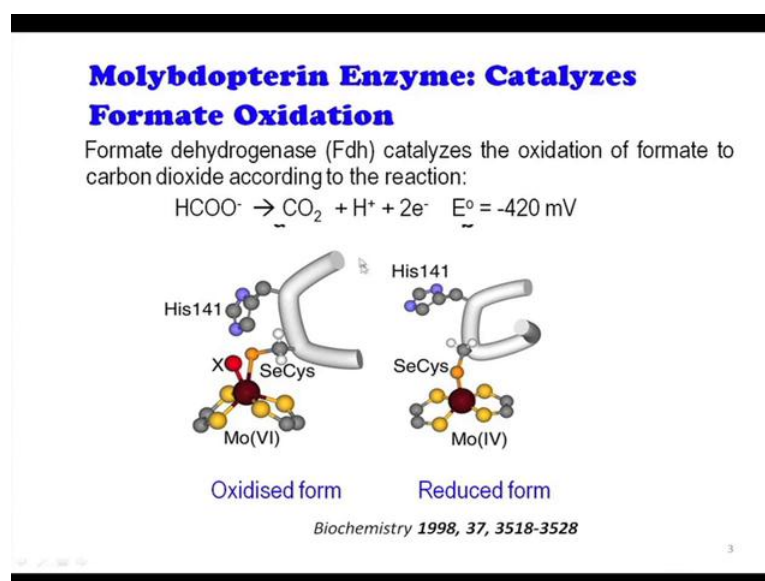 Molybdopterin Enzyme: Catalyzes
Formate Oxidation
Formate dehydrogenase (Fdh) catalyzes the oxidation of formate to
carbon dioxide according to the reaction:
HCOO⁻ → CO₂ + H⁺ + 2e⁻ Eº = -420 mV
His141
X
SeCys
Mo(VI)
His141
SeCys
Mo(IV)
Oxidised form
Reduced form
Biochemistry 1998, 37, 3518-3528
3